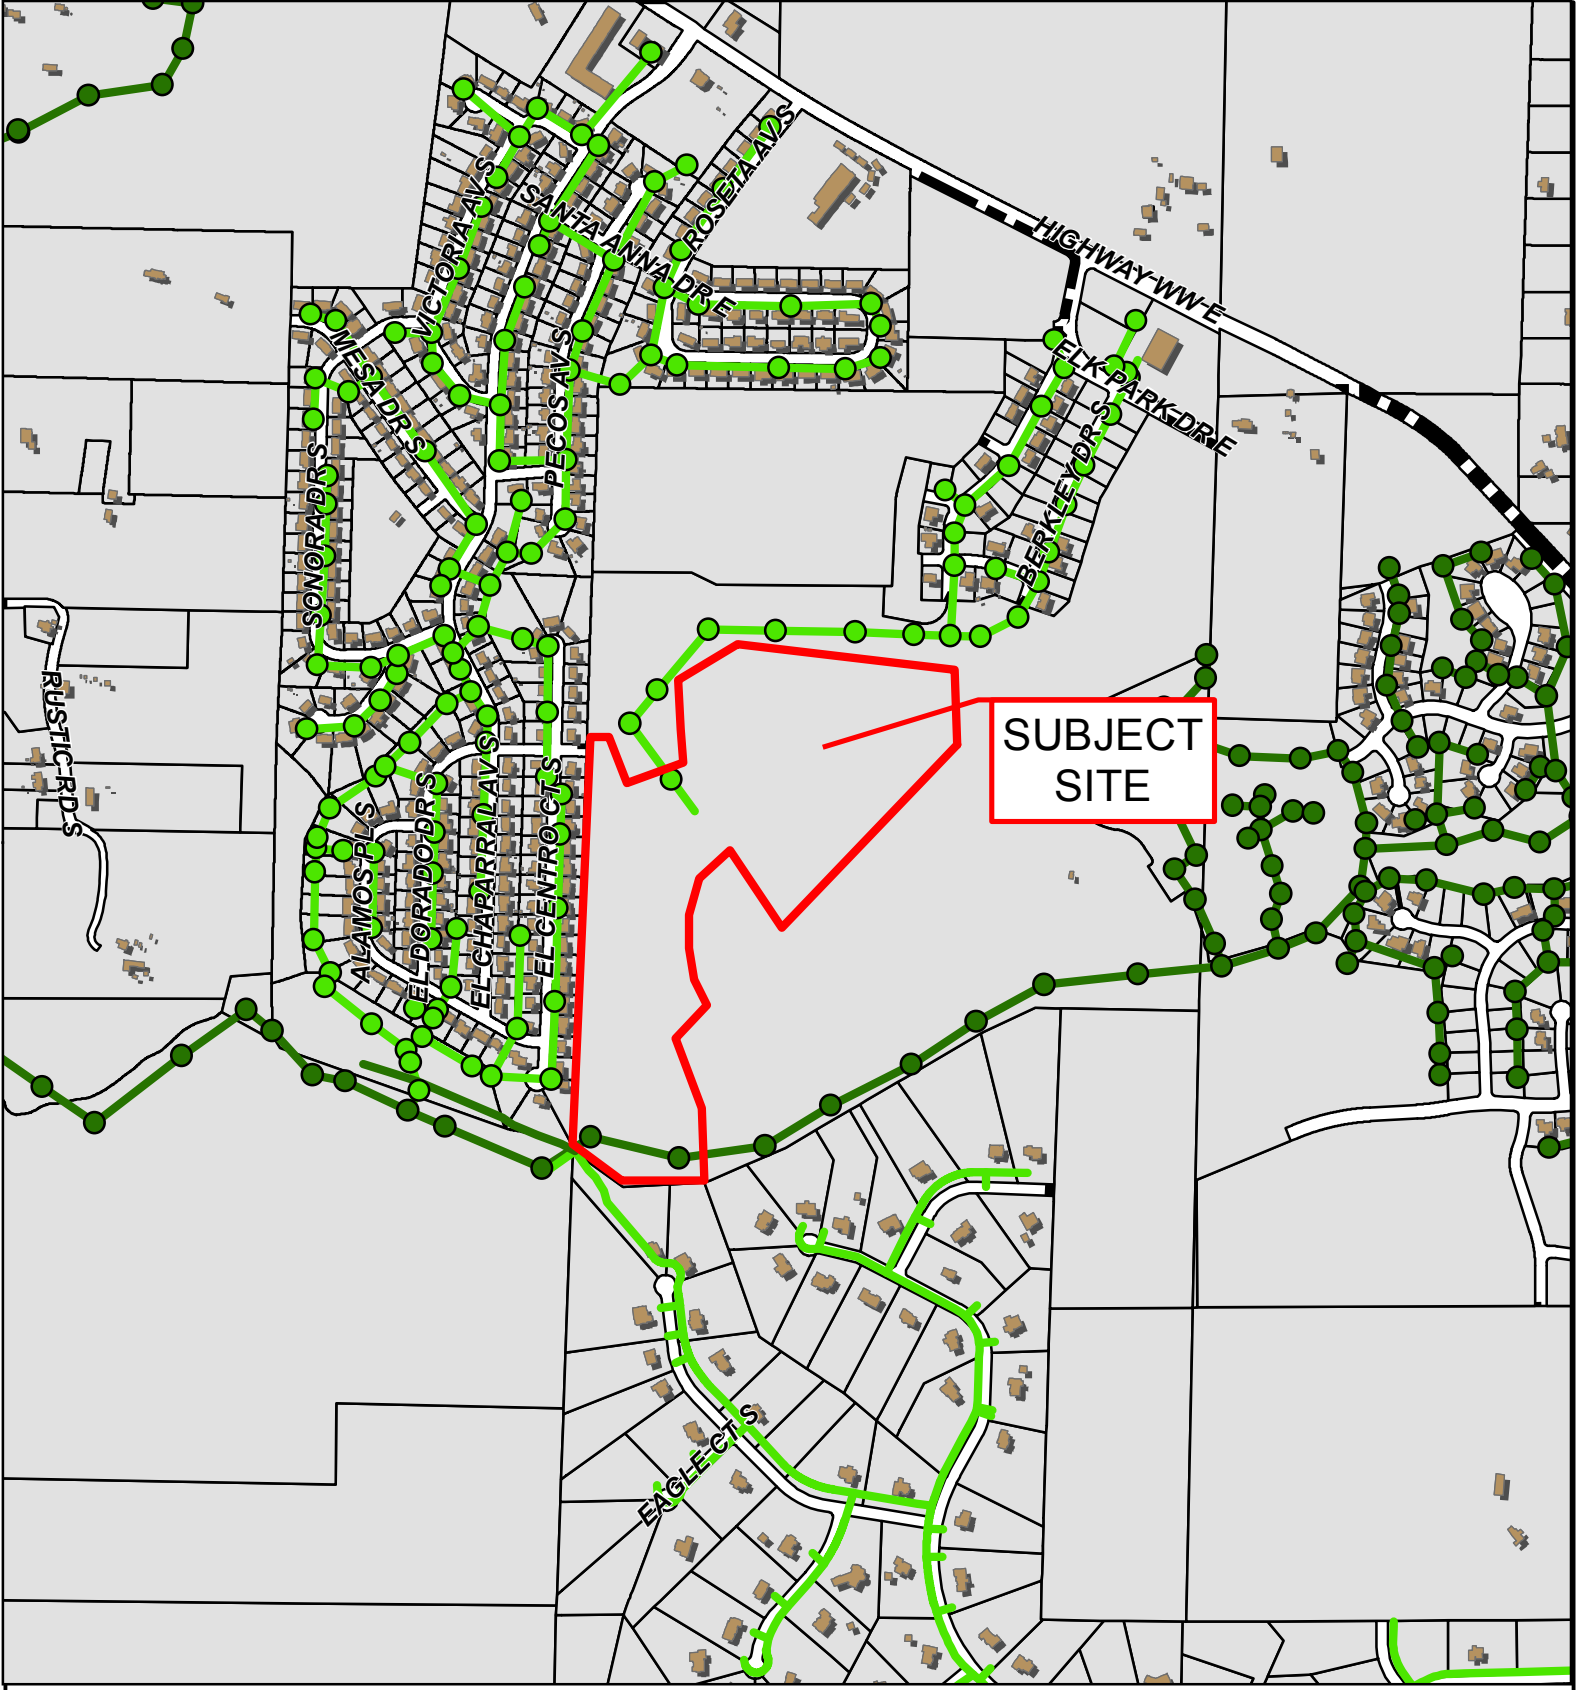 ROSETA AV S
SANTA ANNA DR E
VICTORIA AV S
HIGHWAY WW E
MESA DR S
PECOS AV S
ELK PARK DR E
BERKLEY DR S
SONORA DR S
RUSTIC RD S
SUBJECT
SITE
ALAMOS PL S
EL DORADO DR S
EL CHAPARRAL AV S
EL CENTRO CT S
EAGLE CT S